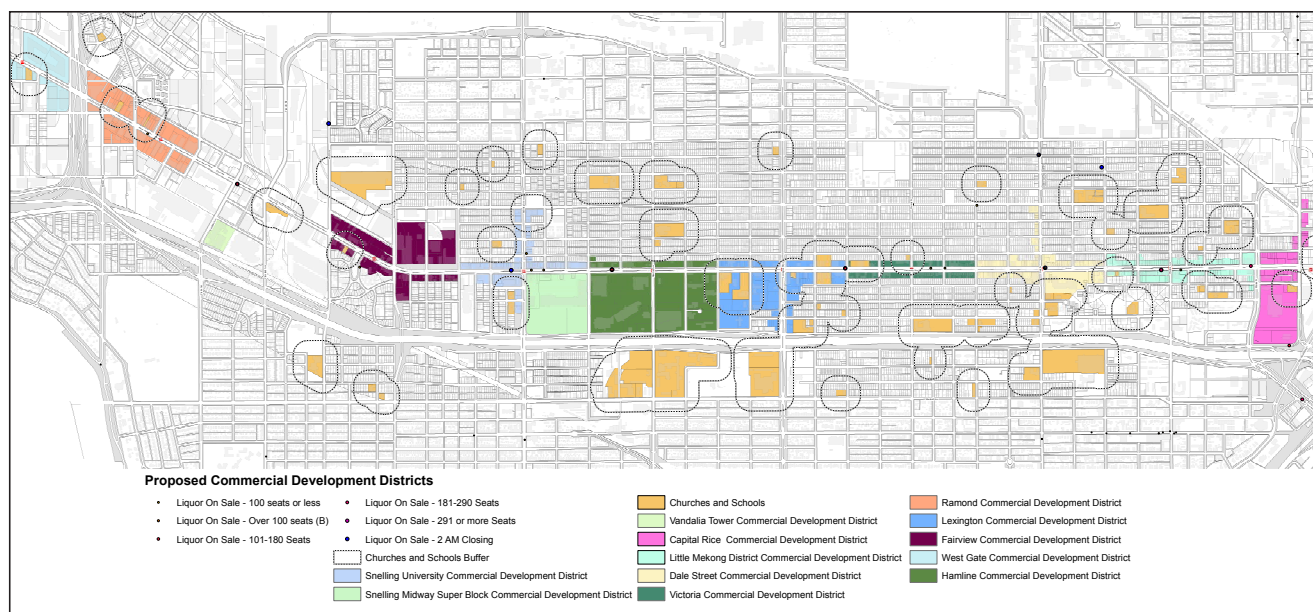 Proposed Commercial Development Districts
Liquor On Sale - 100 seats or less
Liquor On Sale - Over 100 seats (B)
Liquor On Sale - 101-180 Seats
Liquor On Sale - 181-290 Seats
Liquor On Sale - 291 or more Seats
Liquor On Sale - 2 AM Closing
Churches and Schools Buffer
Snelling University Commercial Development District
Snelling Midway Super Block Commercial Development District
Churches and Schools
Vandalia Tower Commercial Development District
Capital Rice Commercial Development District
Little Mekong District Commercial Development District
Dale Street Commercial Development District
Victoria Commercial Development District
Ramond Commercial Development District
Lexington Commercial Development District
Fairview Commercial Development District
West Gate Commercial Development District
Hamline Commercial Development District